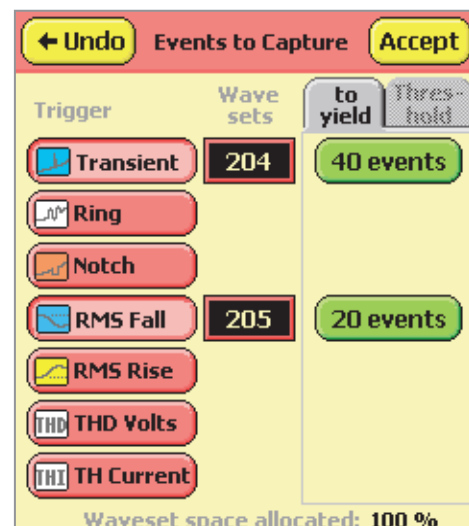 Undo Events to Capture Accept
Trigger Wave sets to yield Thres- hold
Transient 204 40 events
Ring
Notch
RMS Fall 205 20 events
RMS Rise
THD THD Volts
THI TH Current
Waveset space allocated: 100 %